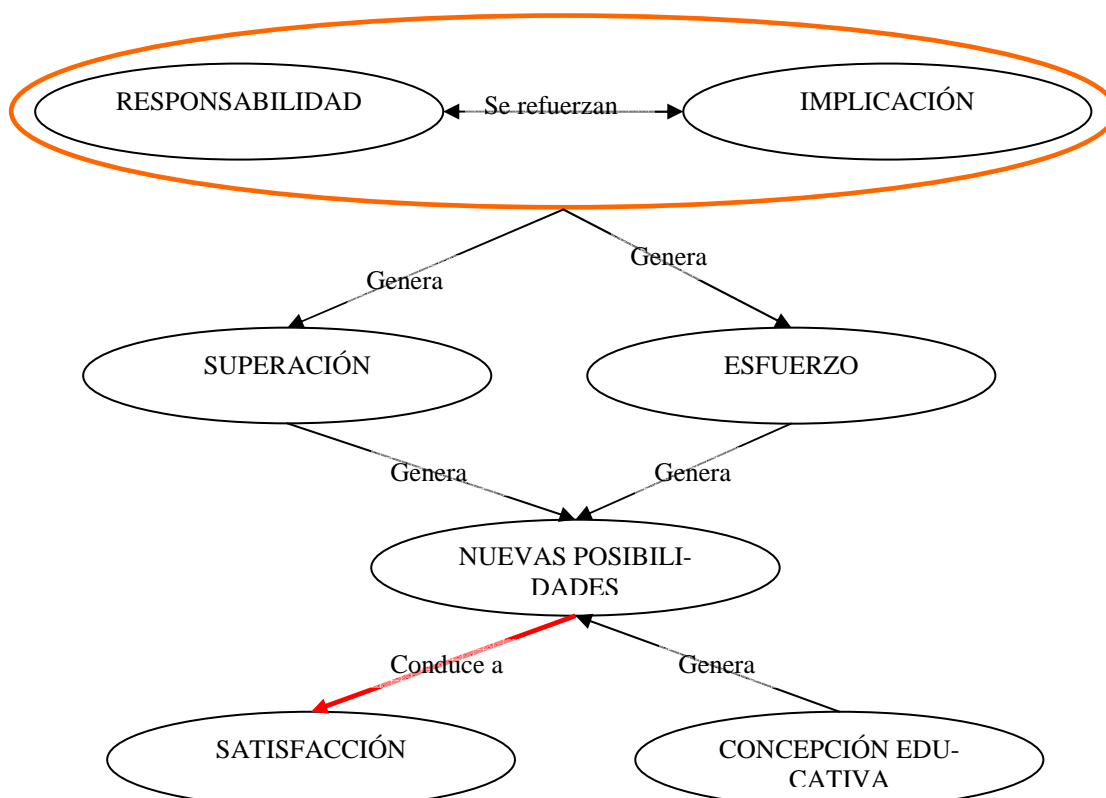 RESPONSABILIDAD
Se refuerzan
IMPLICACIÓN
Genera
Genera
SUPERACIÓN
ESFUERZO
Genera
Genera
NUEVAS POSIBILI-
DADES
Conduce a
Genera
SATISFACCIÓN
CONCEPCIÓN EDU-
CATIVA